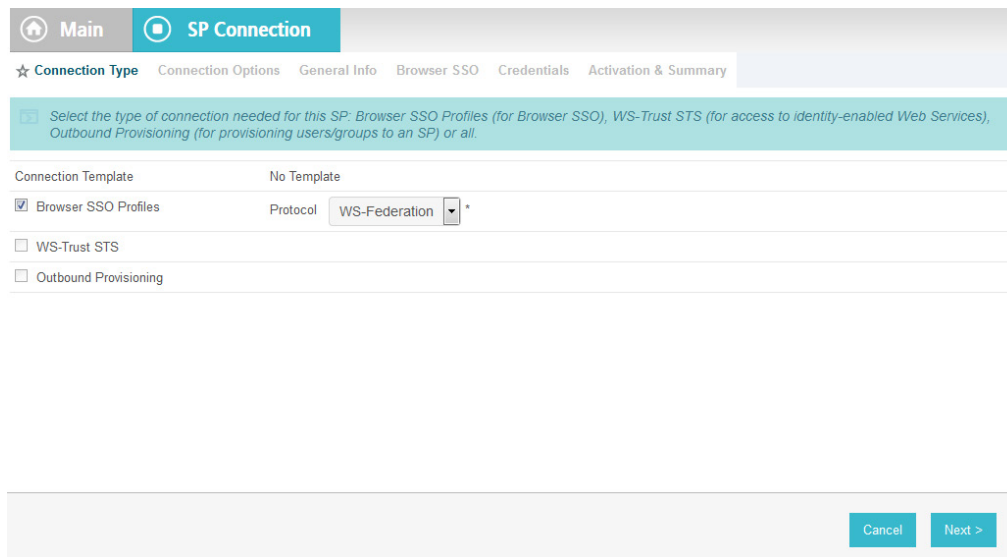 Main SP Connection
Connection Type Connection Options General Info Browser SSO Credentials Activation & Summary
Select the type of connection needed for this SP: Browser SSO Profiles (for Browser SSO), WS-Trust STS (for access to identity-enabled Web Services),
Outbound Provisioning (for provisioning users/groups to an SP) or all.
Connection Template No Template
Browser SSO Profiles Protocol WS-Federation *
WS-Trust STS
Outbound Provisioning
Cancel Next >